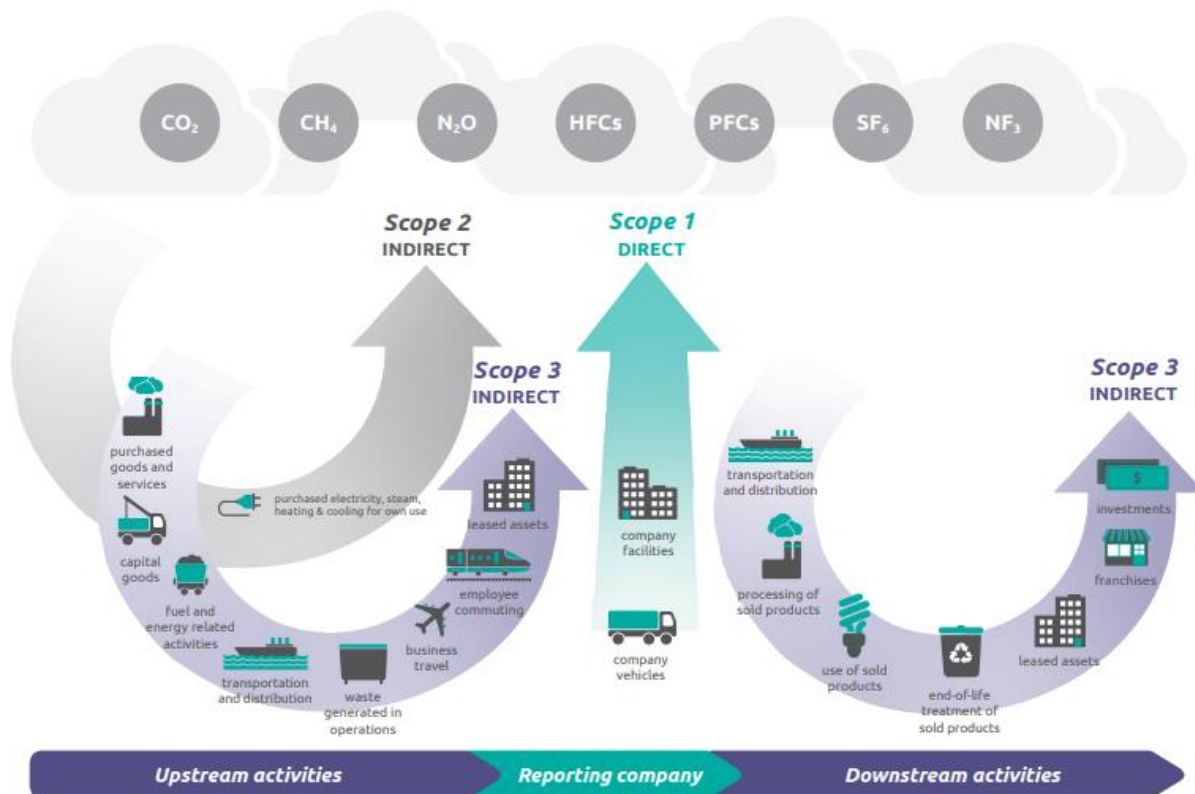 CO₂
CH₄
N₂O
HFCs
PFCs
SF₆
NF₃
Scope 2
INDIRECT
Scope 1
DIRECT
Scope 3
INDIRECT
Scope 3
INDIRECT
purchased
goods and
services
capital
goods
fuel and
energy related
activities
purchased electricity, steam,
heating & cooling for own use
transportation
and distribution
waste
generated in
operations
business
travel
employee
commuting
leased assets
company
facilities
company
vehicles
transportation
and distribution
processing of
sold products
use of sold
products
end-of-life
treatment of
sold products
leased assets
franchises
$
investments
Upstream activities
Reporting company
Downstream activities